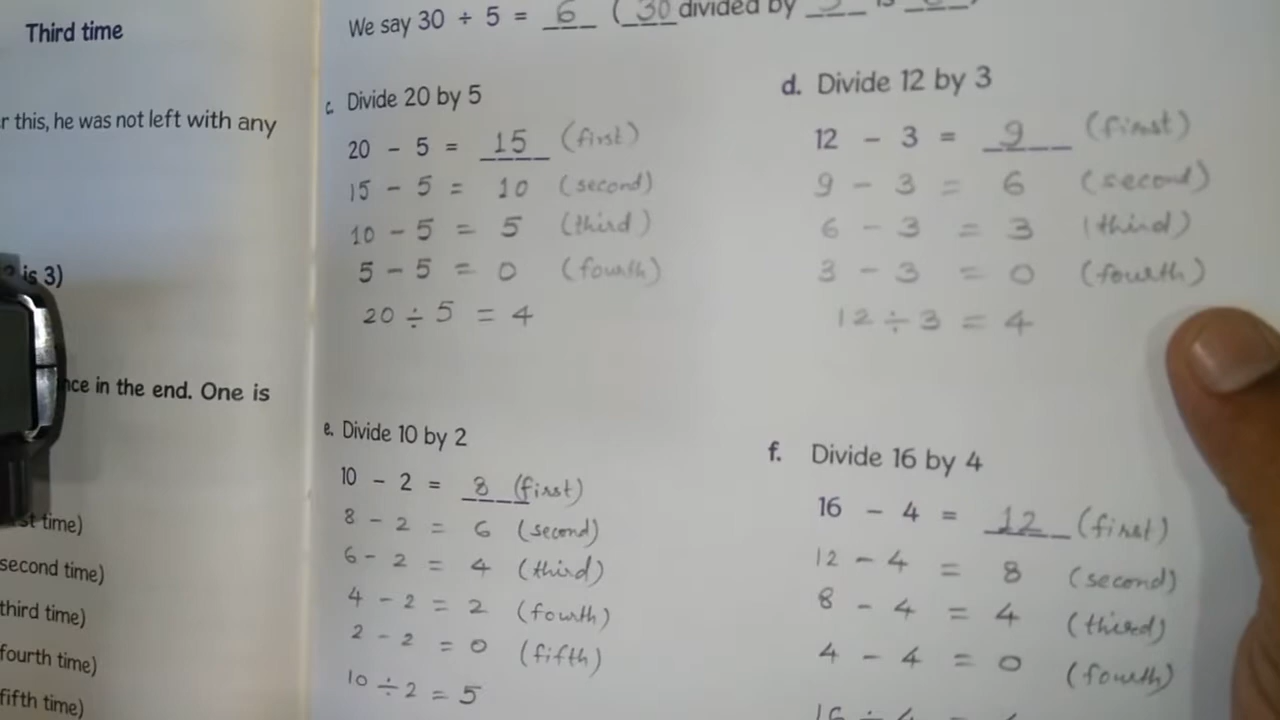 Third time
r this, he was not left with any
is 3)
nce in the end. One is
st time)
second time)
third time)
fourth time)
fifth time)
We say 30 ÷ 5 = 6 (30 divided by
c. Divide 20 by 5
20 - 5 = 15 (first)
15 - 5 = 10 (second)
10 - 5 = 5 (third)
5 - 5 = 0 (fourth)
20 ÷ 5 = 4
d. Divide 12 by 3
12 - 3 = 9 (first)
9 - 3 = 6 (second)
6 - 3 = 3 (third)
3 - 3 = 0 (fourth)
12 ÷ 3 = 4
e. Divide 10 by 2
10 - 2 = 8 (first)
8 - 2 = 6 (second)
6 - 2 = 4 (third)
4 - 2 = 2 (fourth)
2 - 2 = 0 (fifth)
10 ÷ 2 = 5
f. Divide 16 by 4
16 - 4 = 12 (first)
12 - 4 = 8 (second)
8 - 4 = 4 (third)
4 - 4 = 0 (fourth)